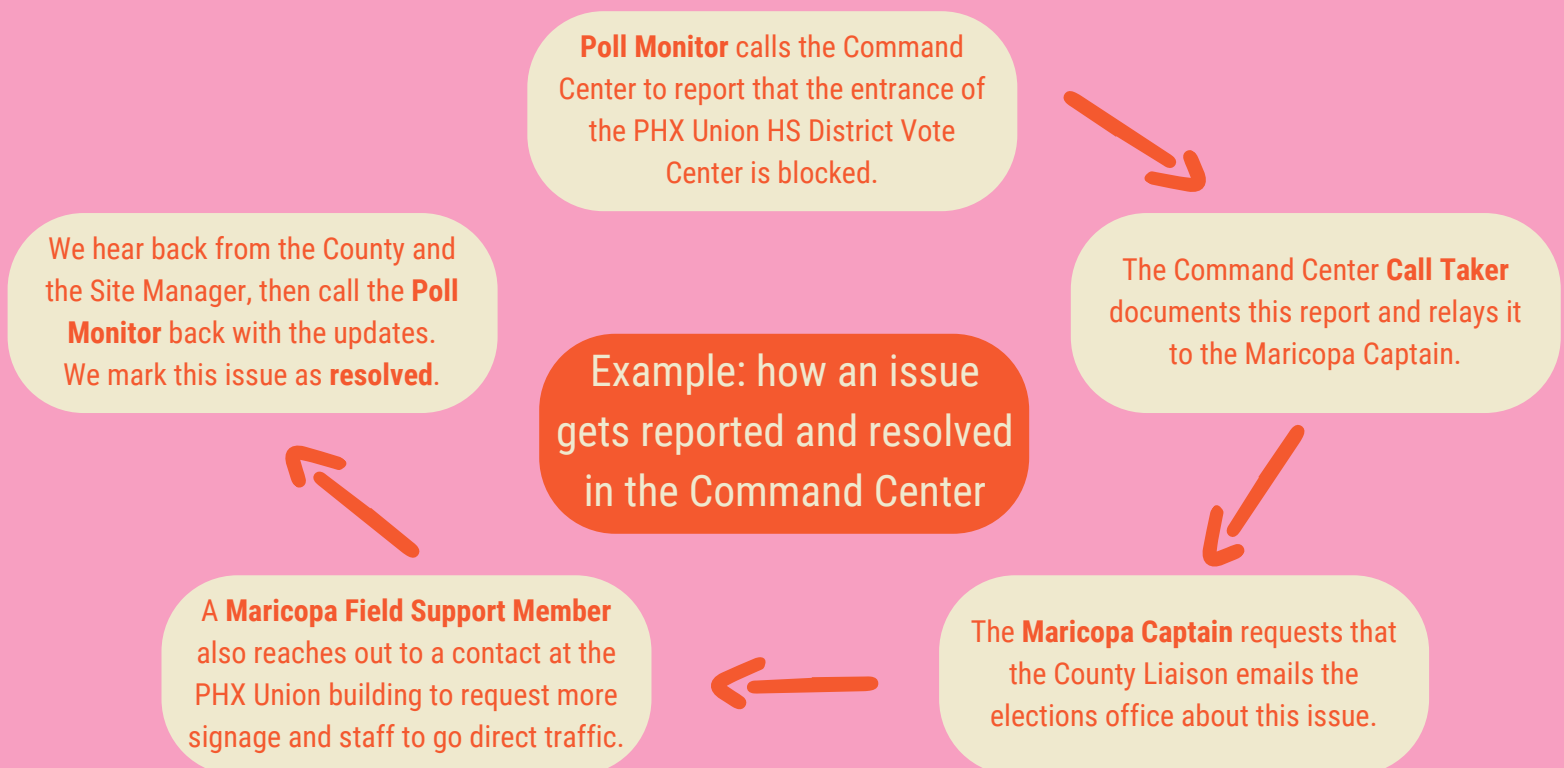 Poll Monitor calls the Command
Center to report that the entrance of
the PHX Union HS District Vote
Center is blocked.
The Command Center Call Taker
documents this report and relays it
to the Maricopa Captain.
The Maricopa Captain requests that
the County Liaison emails the
elections office about this issue.
A Maricopa Field Support Member
also reaches out to a contact at the
PHX Union building to request more
signage and staff to go direct traffic.
We hear back from the County and
the Site Manager, then call the Poll
Monitor back with the updates.
We mark this issue as resolved.
Example: how an issue
gets reported and resolved
in the Command Center